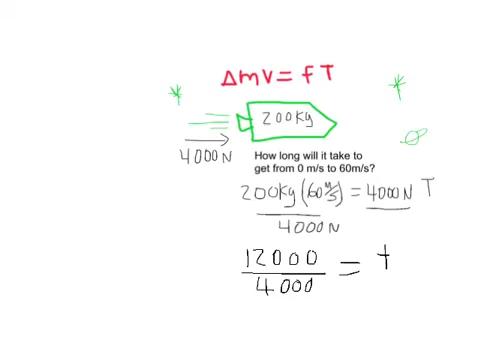 Δmv = fT
200Kg
4000N
How long will it take to
get from 0 m/s to 60m/s?
200Kg (60 m/s) = 4000N T
4000N
12000 = t
4000